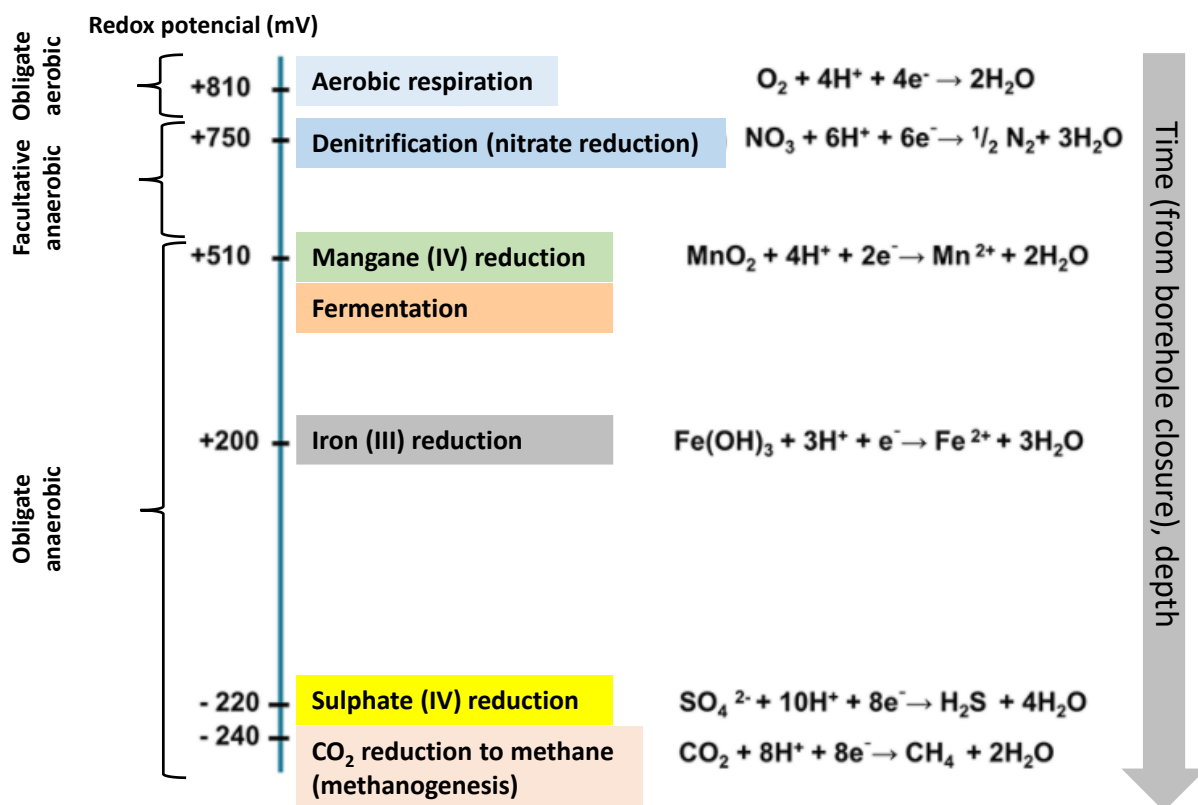 Redox potencial (mV)
Obligate
aerobic
+810
Aerobic respiration
O₂ + 4H⁺ + 4e⁻ → 2H₂O
Facultative
anaerobic
+750
Denitrification (nitrate reduction)
NO₃ + 6H⁺ + 6e⁻ → ¹/₂ N₂ + 3H₂O
+510
Mangane (IV) reduction
MnO₂ + 4H⁺ + 2e⁻ → Mn ²⁺ + 2H₂O
Fermentation
Obligate
anaerobic
+200
Iron (III) reduction
Fe(OH)₃ + 3H⁺ + e⁻ → Fe ²⁺ + 3H₂O
- 220
Sulphate (IV) reduction
SO₄ ²⁻ + 10H⁺ + 8e⁻ → H₂S + 4H₂O
- 240
CO₂ reduction to methane
(methanogenesis)
CO₂ + 8H⁺ + 8e⁻ → CH₄ + 2H₂O
Time (from borehole closure), depth